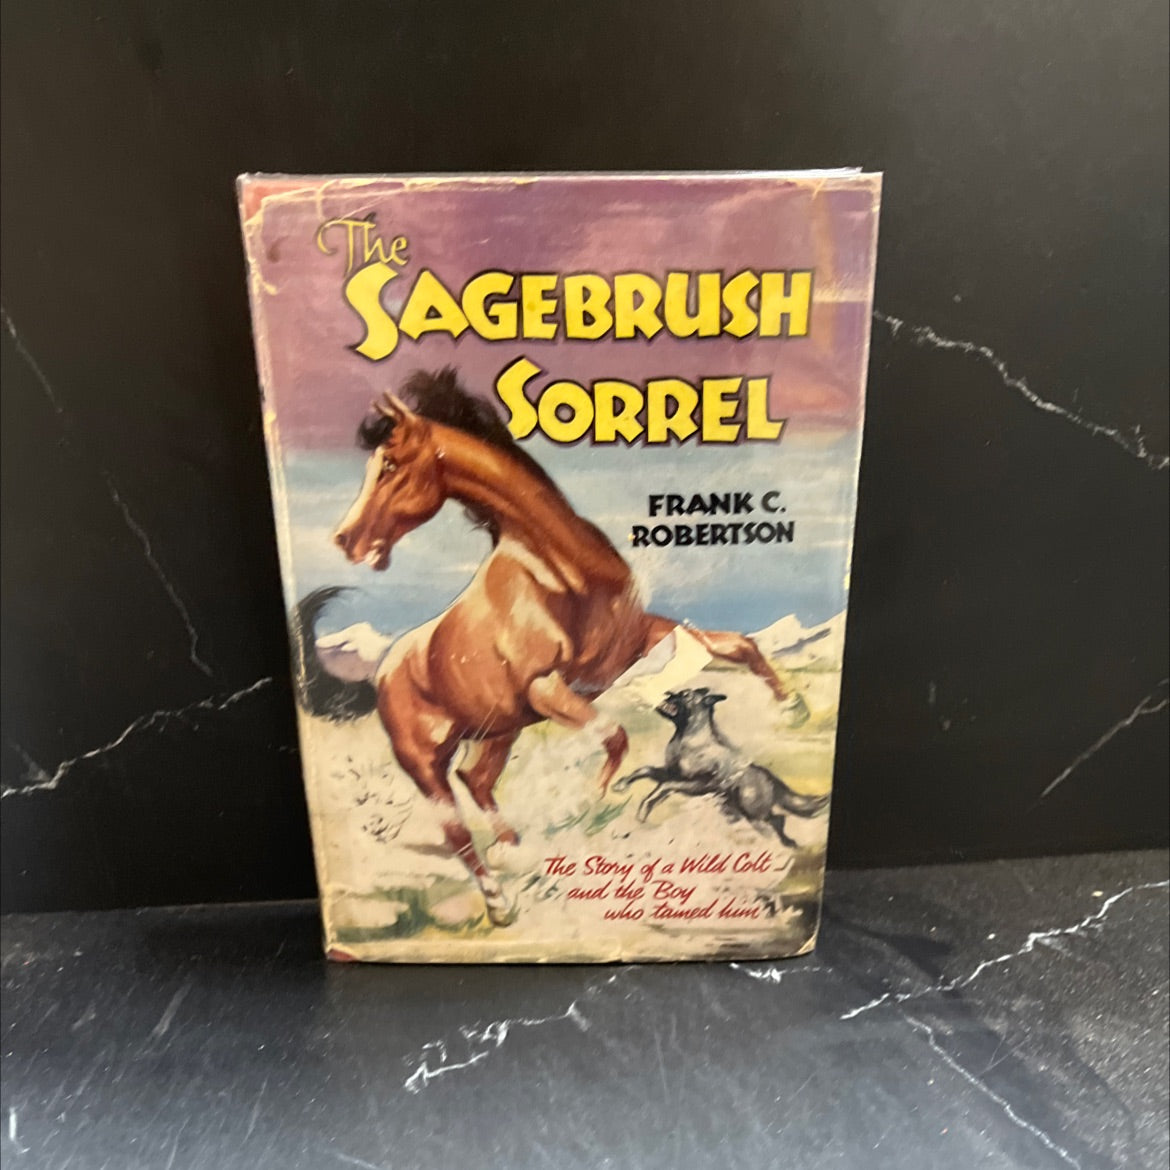 The
SAGEBRUSH
SORREL
FRANK C.
ROBERTSON
The Story of a Wild Colt
and the Boy
who tamed him